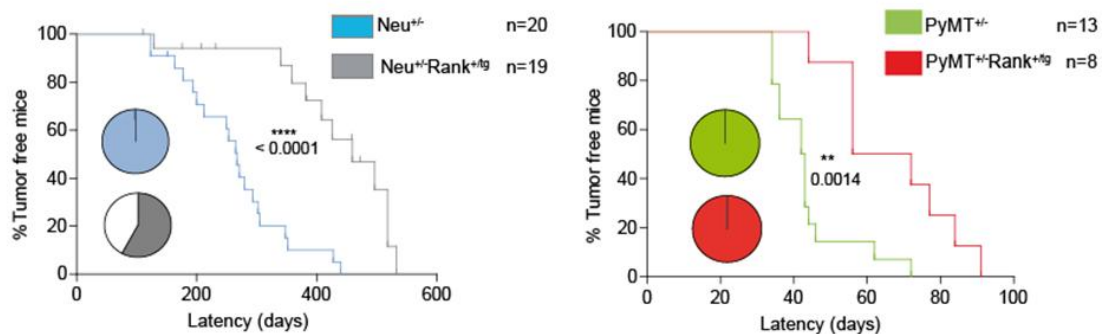 Neu+/- n=20
Neu+/-Rank+/tg n=19
% Tumor free mice
100
80
60
40
20
0
****
< 0.0001
0 200 400 600
Latency (days)
PyMT+/- n=13
PyMT+/-Rank+/tg n=8
% Tumor free mice
100
80
60
40
20
0
**
0.0014
0 20 40 60 80 100
Latency (days)